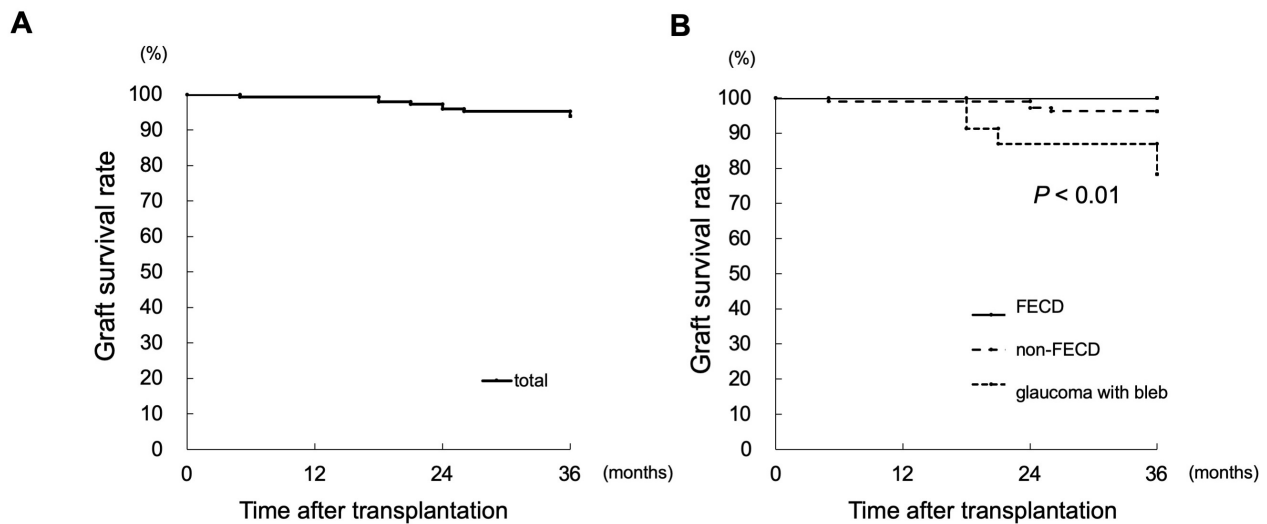 A
(%)
100
90
80
70
60
50
40
30
20
10
0
Graft survival rate
total
0 12 24 36 (months)
Time after transplantation
B
(%)
100
90
80
70
60
50
40
30
20
10
0
Graft survival rate
P < 0.01
FECD
non-FECD
glaucoma with bleb
0 12 24 36 (months)
Time after transplantation